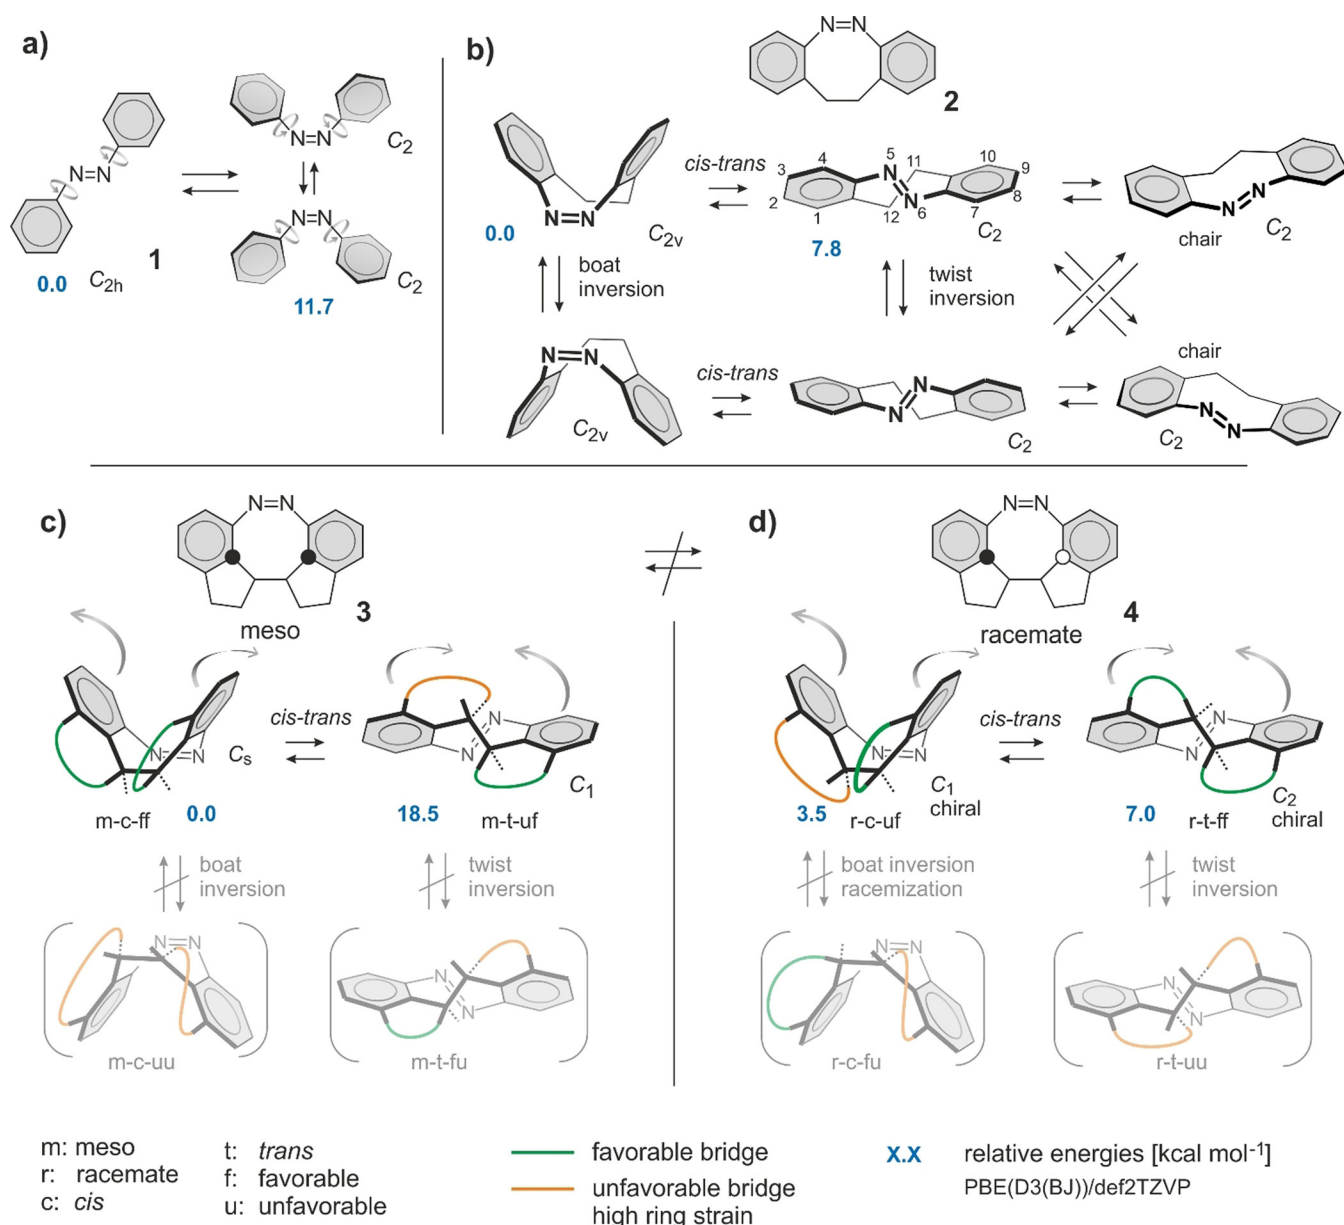 a)
N=N
1
0.0
C2h
N=N
C2
N=N
C2
11.7
b)
N=N
2
N=N
0.0
C2v
cis-trans
3
4
5
N
11
10
9
2
1
12
N
6
7
8
C2
7.8
N=N
chair
C2
boat
inversion
twist
inversion
N=N
C2v
cis-trans
N=N
C2
chair
N=N
C2
c)
N=N
3
meso
N=N
Cs
m-c-ff
0.0
cis-trans
N=N
C1
18.5
m-t-uf
boat
inversion
twist
inversion
N=N
m-c-uu
N=N
m-t-fu
d)
N=N
4
racemate
N=N
3.5
r-c-uf
C1
chiral
cis-trans
N=N
7.0
r-t-ff
C2
chiral
boat inversion
racemization
twist
inversion
N=N
r-c-fu
N=N
r-t-uu
m: meso
r: racemate
c: cis
t: trans
f: favorable
u: unfavorable
favorable bridge
unfavorable bridge
high ring strain
X.X relative energies [kcal mol⁻¹]
PBE(D3(BJ))/def2TZVP